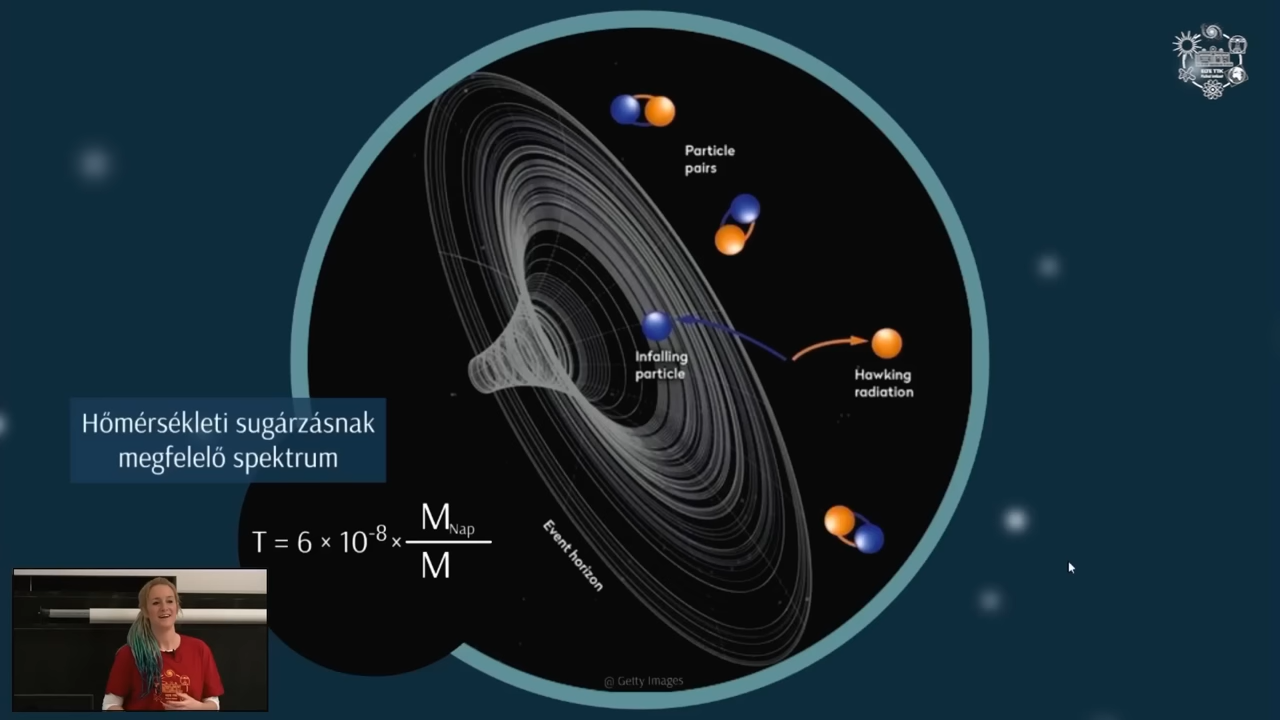 Particle
pairs
Infalling
particle
Hawking
radiation
Hőmérsékleti sugárzásnak
megfelelő spektrum
T = 6 × 10⁻⁸ × M_Nap / M
Event horizon
@ Getty Images